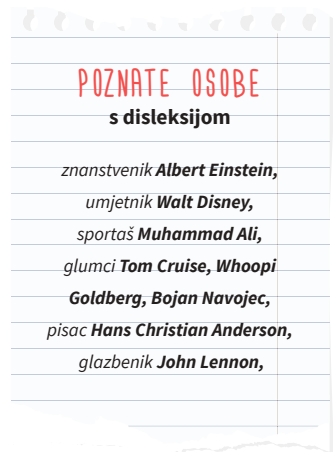 POZNATE OSOBE
s disleksijom
znanstvenik Albert Einstein,
umjetnik Walt Disney,
sportaš Muhammad Ali,
glumci Tom Cruise, Whoopi
Goldberg, Bojan Navojec,
pisac Hans Christian Anderson,
glazbenik John Lennon,